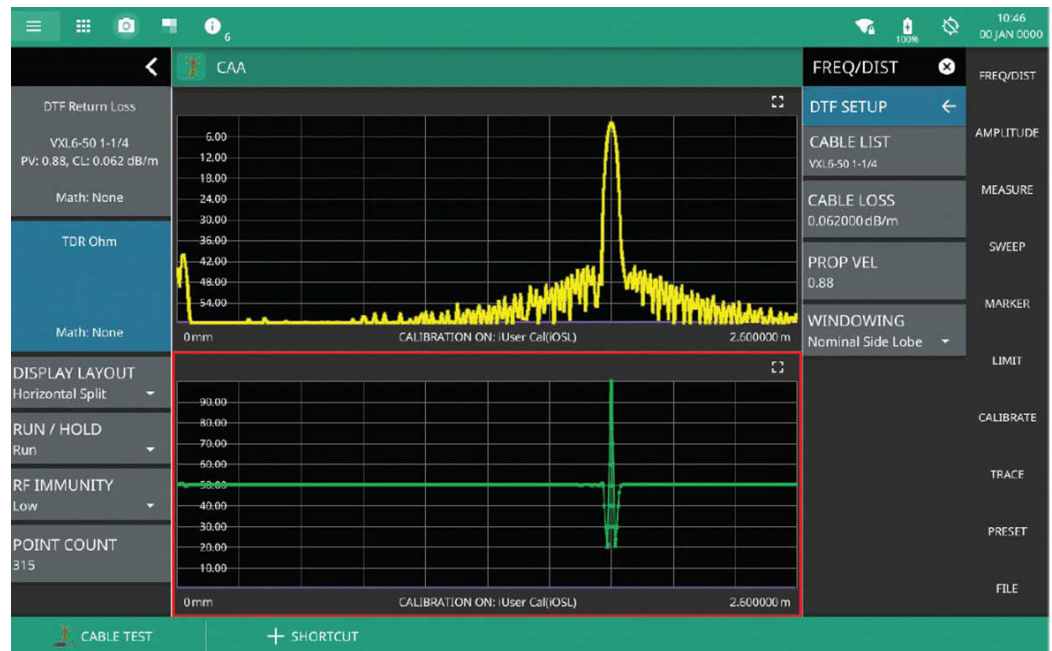 6
100%
10:46
00 JAN 0000
CAA
DTF Return Loss
VXL6-50 1-1/4
PV: 0.88, CL: 0.062 dB/m
Math: None
TDR Ohm
Math: None
DISPLAY LAYOUT
Horizontal Split
RUN / HOLD
Run
RF IMMUNITY
Low
POINT COUNT
315
6.00
12.00
18.00
24.00
30.00
36.00
42.00
48.00
54.00
0mm CALIBRATION ON: iUser Cal(iOSL) 2.600000 m
90.00
80.00
70.00
60.00
50.00
40.00
30.00
20.00
10.00
0mm CALIBRATION ON: iUser Cal(iOSL) 2.600000 m
FREQ/DIST
DTF SETUP
CABLE LIST
VXL6-50 1-1/4
CABLE LOSS
0.062000dB/m
PROP VEL
0.88
WINDOWING
Nominal Side Lobe
FREQ/DIST
AMPLITUDE
MEASURE
SWEEP
MARKER
LIMIT
CALIBRATE
TRACE
PRESET
FILE
CABLE TEST
+ SHORTCUT